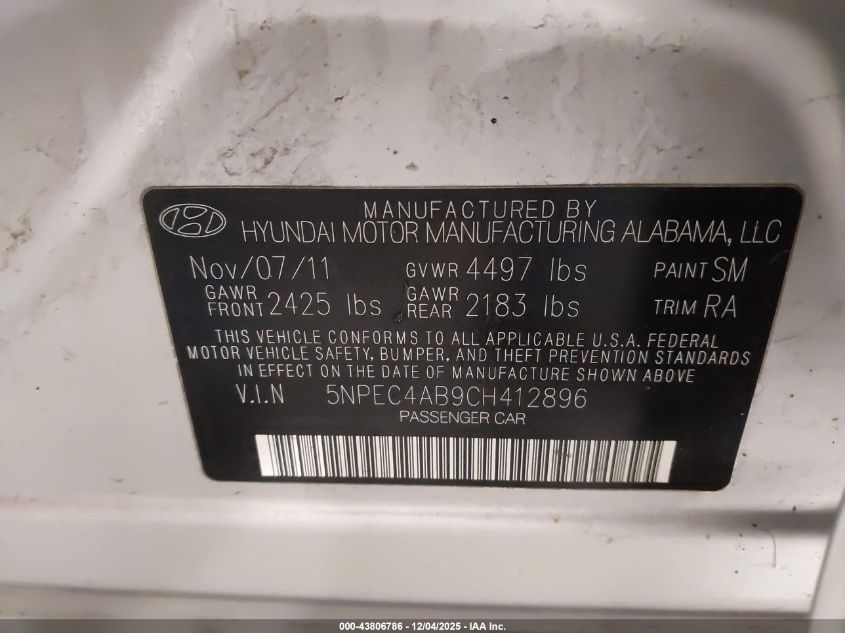 MANUFACTURED BY
HYUNDAI MOTOR MANUFACTURING ALABAMA, LLC
Nov/07/11 GVWR 4497 lbs PAINT SM
GAWR FRONT 2425 lbs GAWR REAR 2183 lbs TRIM RA
THIS VEHICLE CONFORMS TO ALL APPLICABLE U.S.A. FEDERAL
MOTOR VEHICLE SAFETY, BUMPER, AND THEFT PREVENTION STANDARDS
IN EFFECT ON THE DATE OF MANUFACTURE SHOWN ABOVE
V.I.N 5NPEC4AB9CH412896
PASSENGER CAR
000-43806786 - 12/04/2025 - IAA Inc.